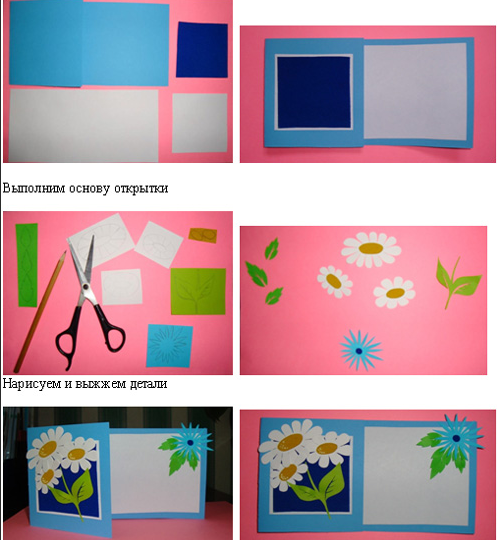 Выполним основу открытки
Нарисуем и выжжем детали